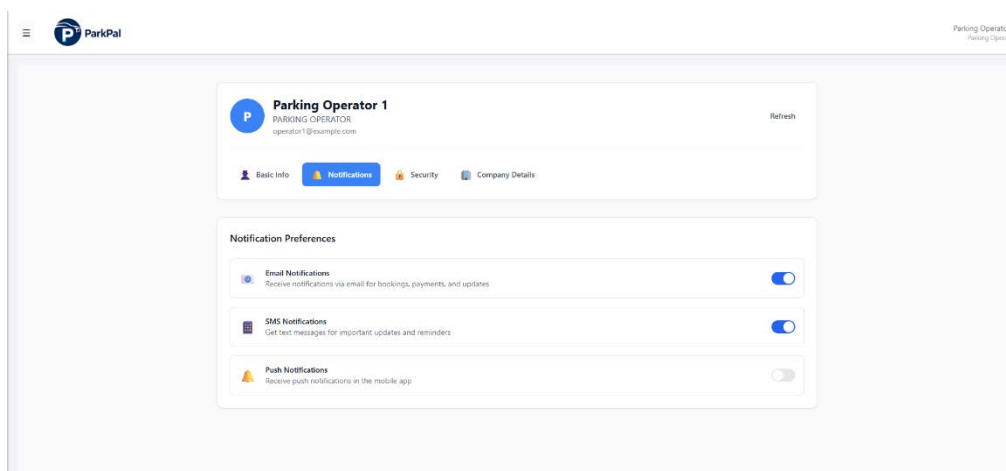 ParkPal
Parking Operator 1
PARKING OPERATOR
operator1@example.com
Refresh
Basic Info
Notifications
Security
Company Details
Notification Preferences
Email Notifications
Receive notifications via email for bookings, payments, and updates
SMS Notifications
Get text messages for important updates and reminders
Push Notifications
Receive push notifications in the mobile app